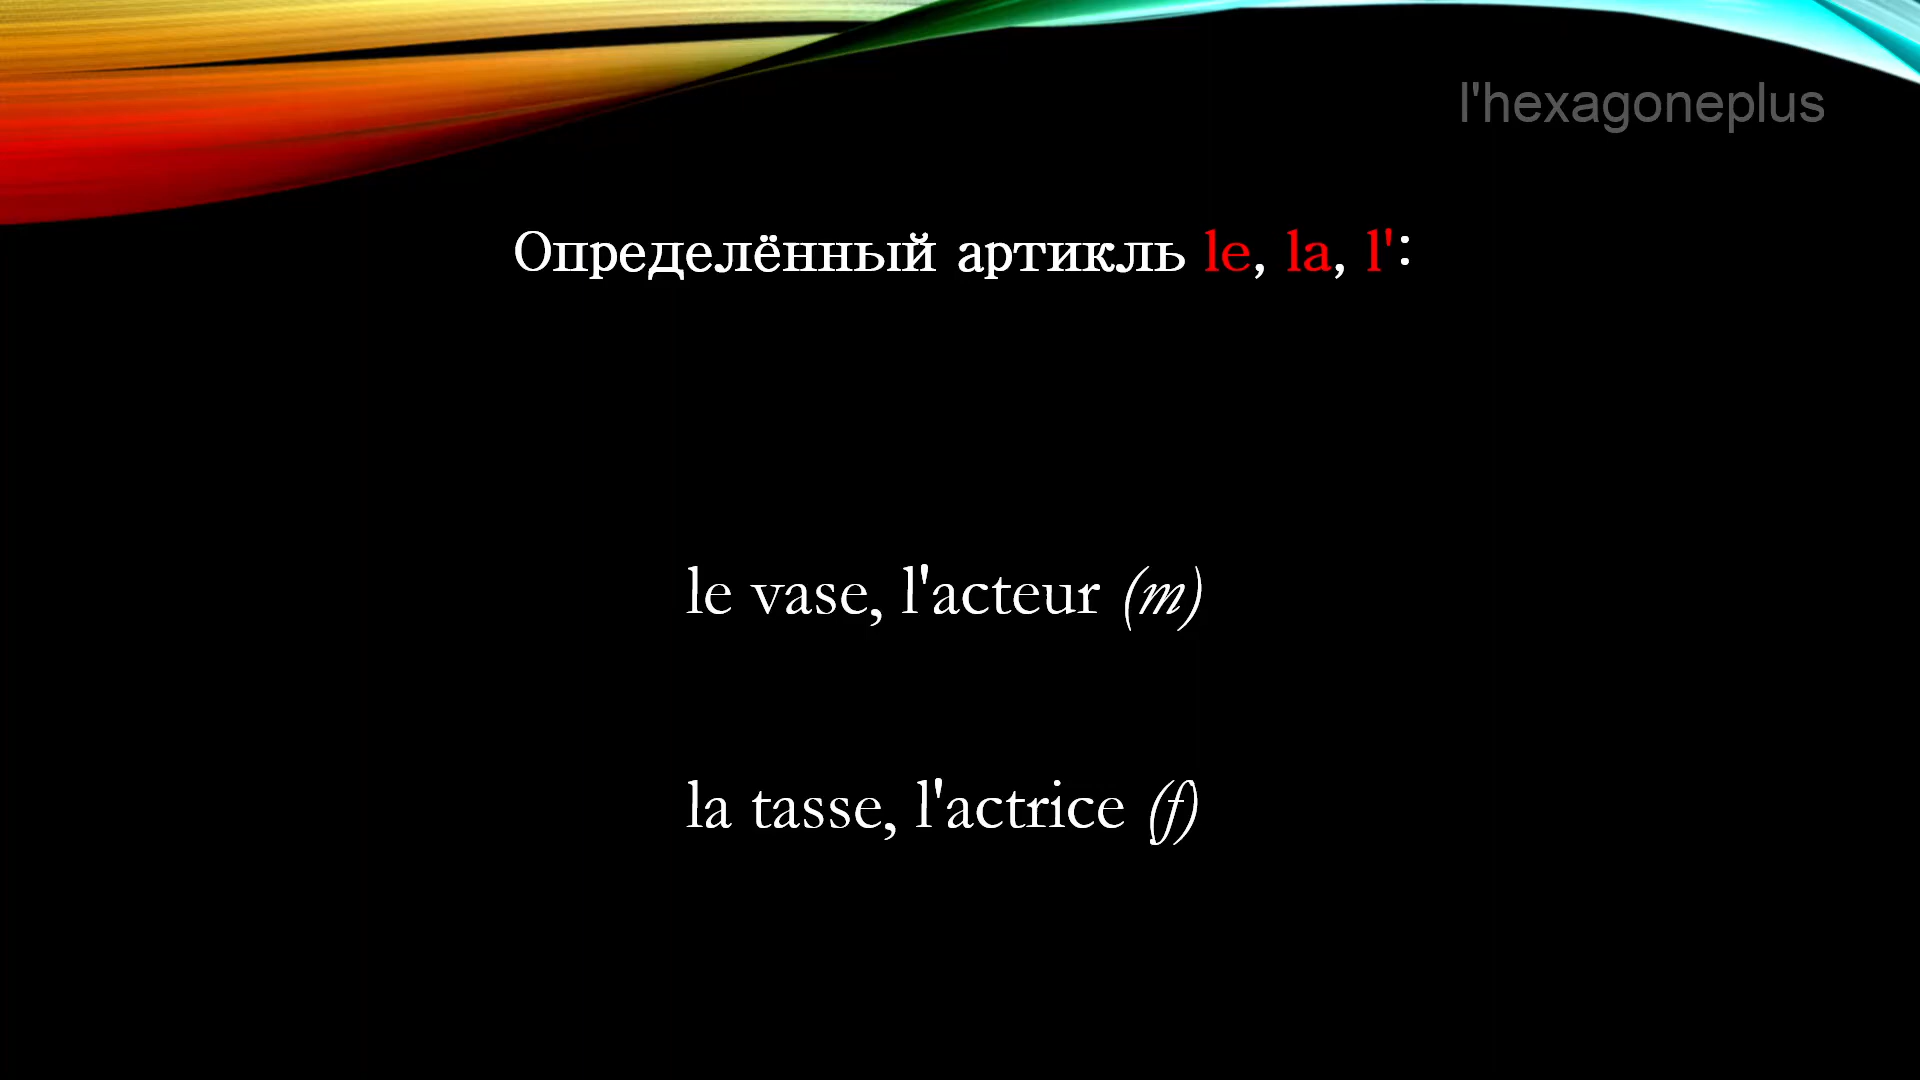 l'hexagoneplus
Определённый артикль le, la, l':
le vase, l'acteur (m)
la tasse, l'actrice (f)